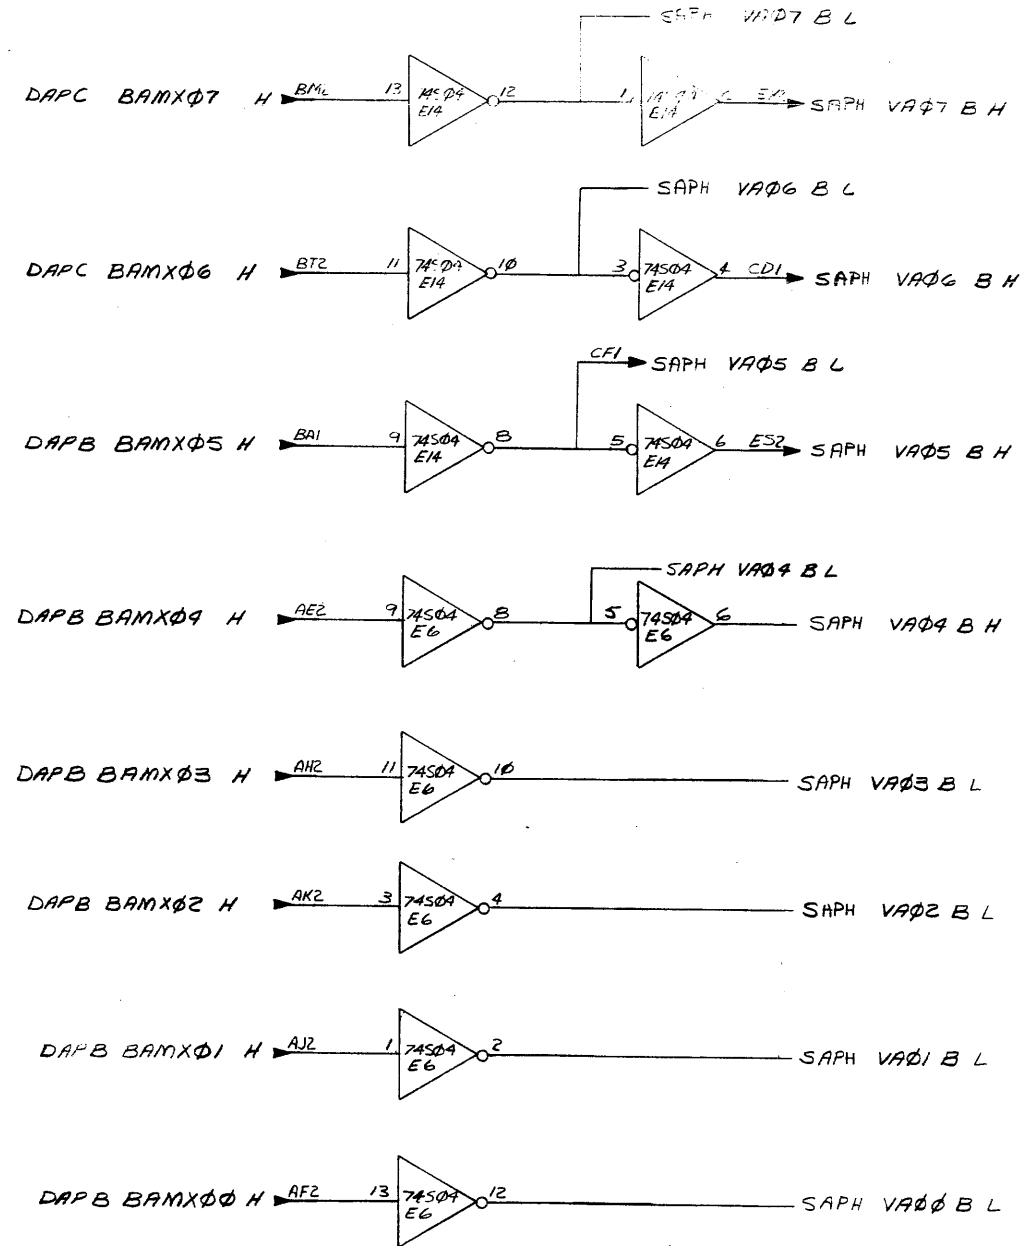 SAPH VAØ7 B L
DAPC BAMXØ7 H 13 E14 12 1 E14 SAPH VAØ7 B H
SAPH VAØ6 B L
DAPC BAMXØ6 H BT2 11 E14 1Ø 3 74SØ4 E14 4 CD1 SAPH VAØ6 B H
CF1 SAPH VAØ5 B L
DAPB BAMXØ5 H BA1 9 74SØ4 E14 8 5 74SØ4 E14 6 ES2 SAPH VAØ5 B H
SAPH VAØ4 B L
DAPB BAMXØ4 H AE2 9 74SØ4 E6 8 5 74SØ4 E6 6 SAPH VAØ4 B H
DAPB BAMXØ3 H AH2 11 74SØ4 E6 1Ø SAPH VAØ3 B L
DAPB BAMXØ2 H AK2 3 74SØ4 E6 4 SAPH VAØ2 B L
DAPB BAMXØ1 H AJ2 1 74SØ4 E6 2 SAPH VAØ1 B L
DAPB BAMXØØ H AF2 13 74SØ4 E6 12 SAPH VAØØ B L